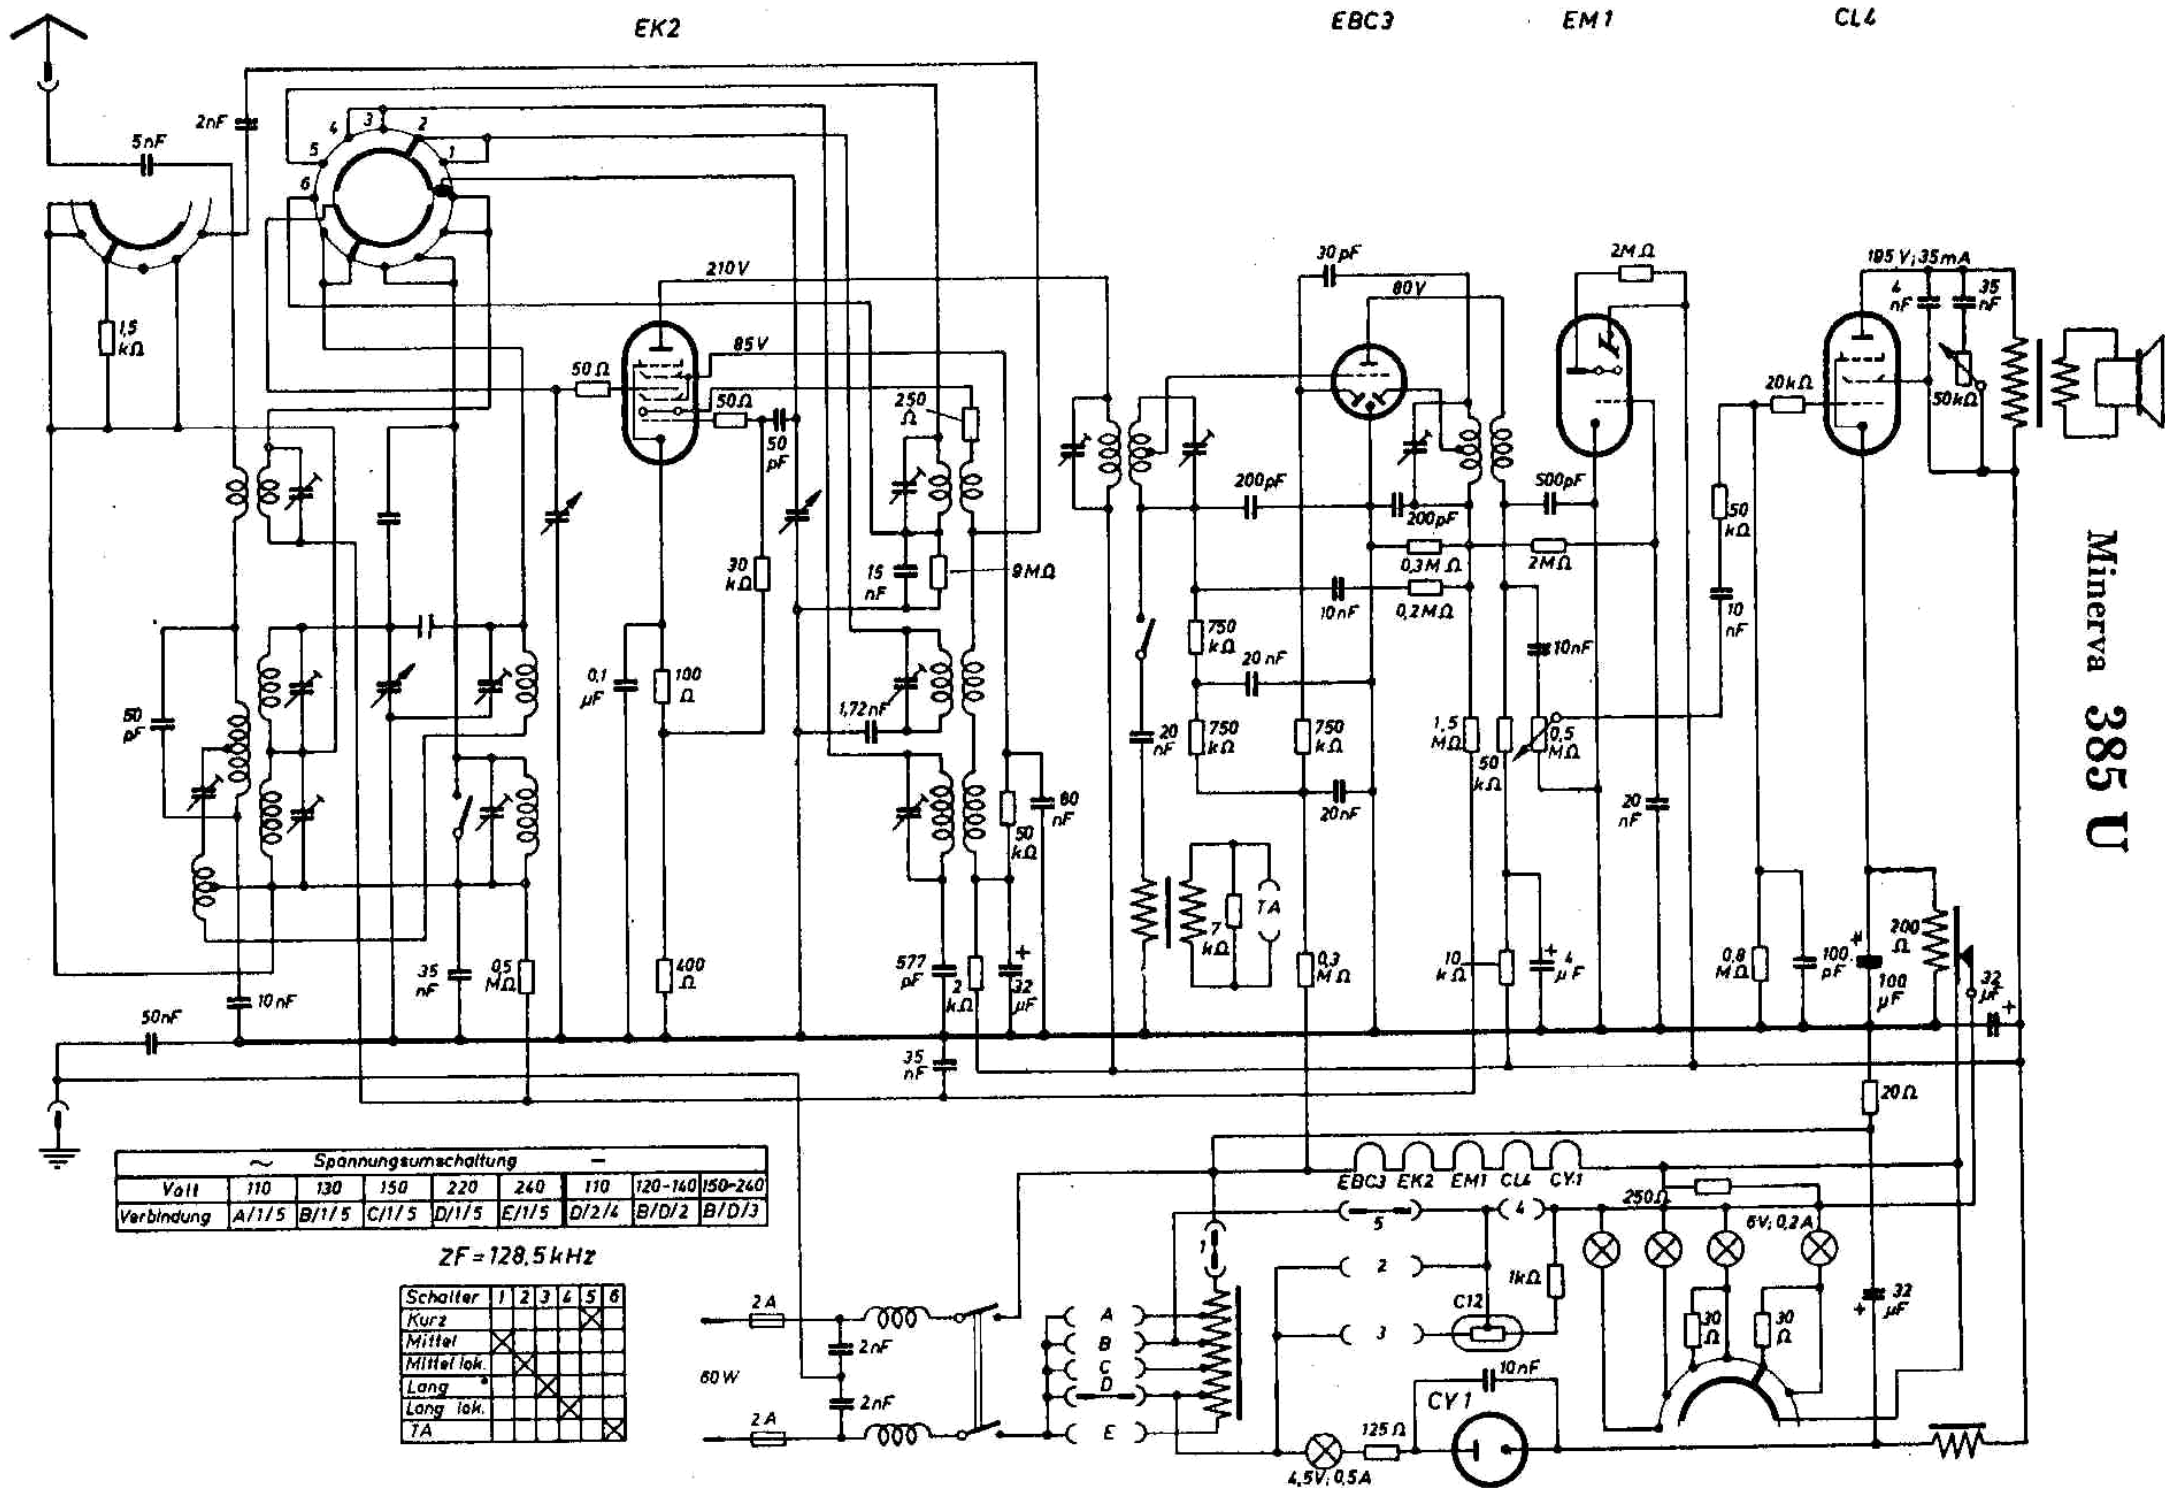 EK2 EBC3 EM1 CL4
5nF
2nF
4 3 2
5 1
6
1,5 kΩ
210V
85V
50Ω
50Ω
50 pF
250 Ω
30 kΩ
15 nF
9MΩ
0,1 µF
100 Ω
1,72nF
60 nF
50 kΩ
35 nF
0,5 MΩ
400 Ω
577 pF
2 kΩ
+
32 µF
10nF
50nF
35 nF
30pF
80V
200pF
200pF
0,3MΩ
10nF
0,2MΩ
750 kΩ
20nF
20 nF
750 kΩ
750 kΩ
20nF
7 kΩ
TA
0,3 MΩ
2MΩ
500pF
2MΩ
10nF
1,5 MΩ
50 kΩ
0,5 MΩ
20 nF
10 kΩ
+
4 µF
195V; 35mA
4 nF
35 nF
20kΩ
50kΩ
50 kΩ
10 nF
0,8 MΩ
100 pF
+
100 µF
200 Ω
32 µF
+
20Ω
Minerva 385 U
~ Spannungsumschaltung –
Volt 110 130 150 220 240 110 120-140 150-240
Verbindung A/1/5 B/1/5 C/1/5 D/1/5 E/1/5 D/2/4 B/D/2 B/D/3
ZF = 128,5 kHz
Schalter 1 2 3 4 5 6
Kurz
Mittel
Mittel lok.
Lang
Lang lok.
TA
60W
2A
2nF
2nF
2A
1
A
B
C
D
E
EBC3 EK2 EM1 CL4 CY1
5
4
2
3
C12
1kΩ
250Ω
6V; 0,2A
30 Ω
30 Ω
+
32 µF
10nF
CY1
125Ω
4,5V; 0,5A